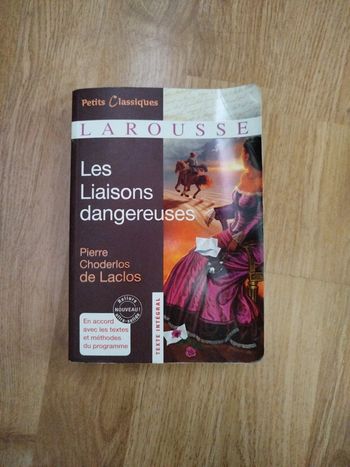 Petits Classiques
LAROUSSE
Les
Liaisons
dangereuses
Pierre
Choderlos
de Laclos
NOUVEAU !
En accord
avec les textes
et méthodes
du programme
TEXTE INTÉGRAL